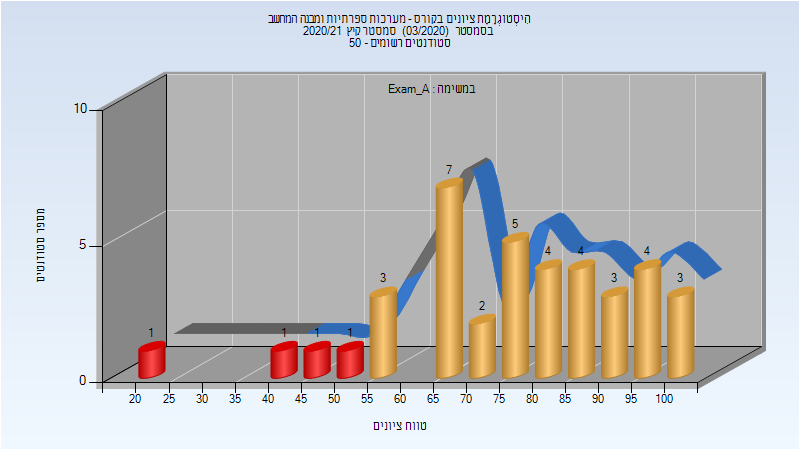 היסטוגרמת ציונים בקורס - מערכות ספרתיות ומבנה המחשב
בסמסטר (03/2020) סמסטר קיץ 2020/21
סטודנטים רשומים - 50
במשימה : Exam_A
מספר סטודנטים
10
5
0
1
1
1
1
3
7
2
5
4
4
3
4
3
20 25 30 35 40 45 50 55 60 65 70 75 80 85 90 95 100
טווח ציונים